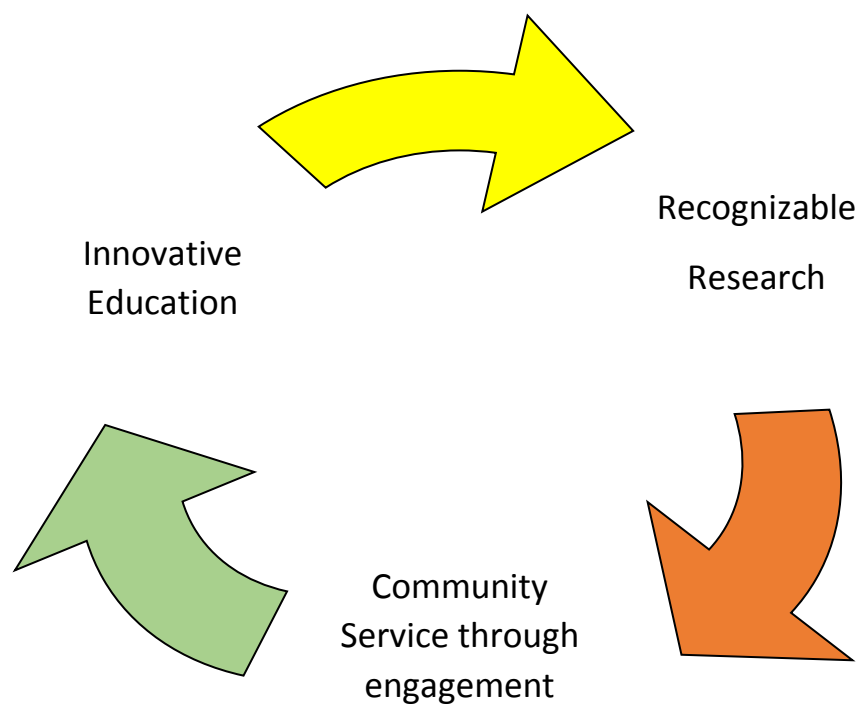 Innovative
Education
Recognizable
Research
Community
Service through
engagement